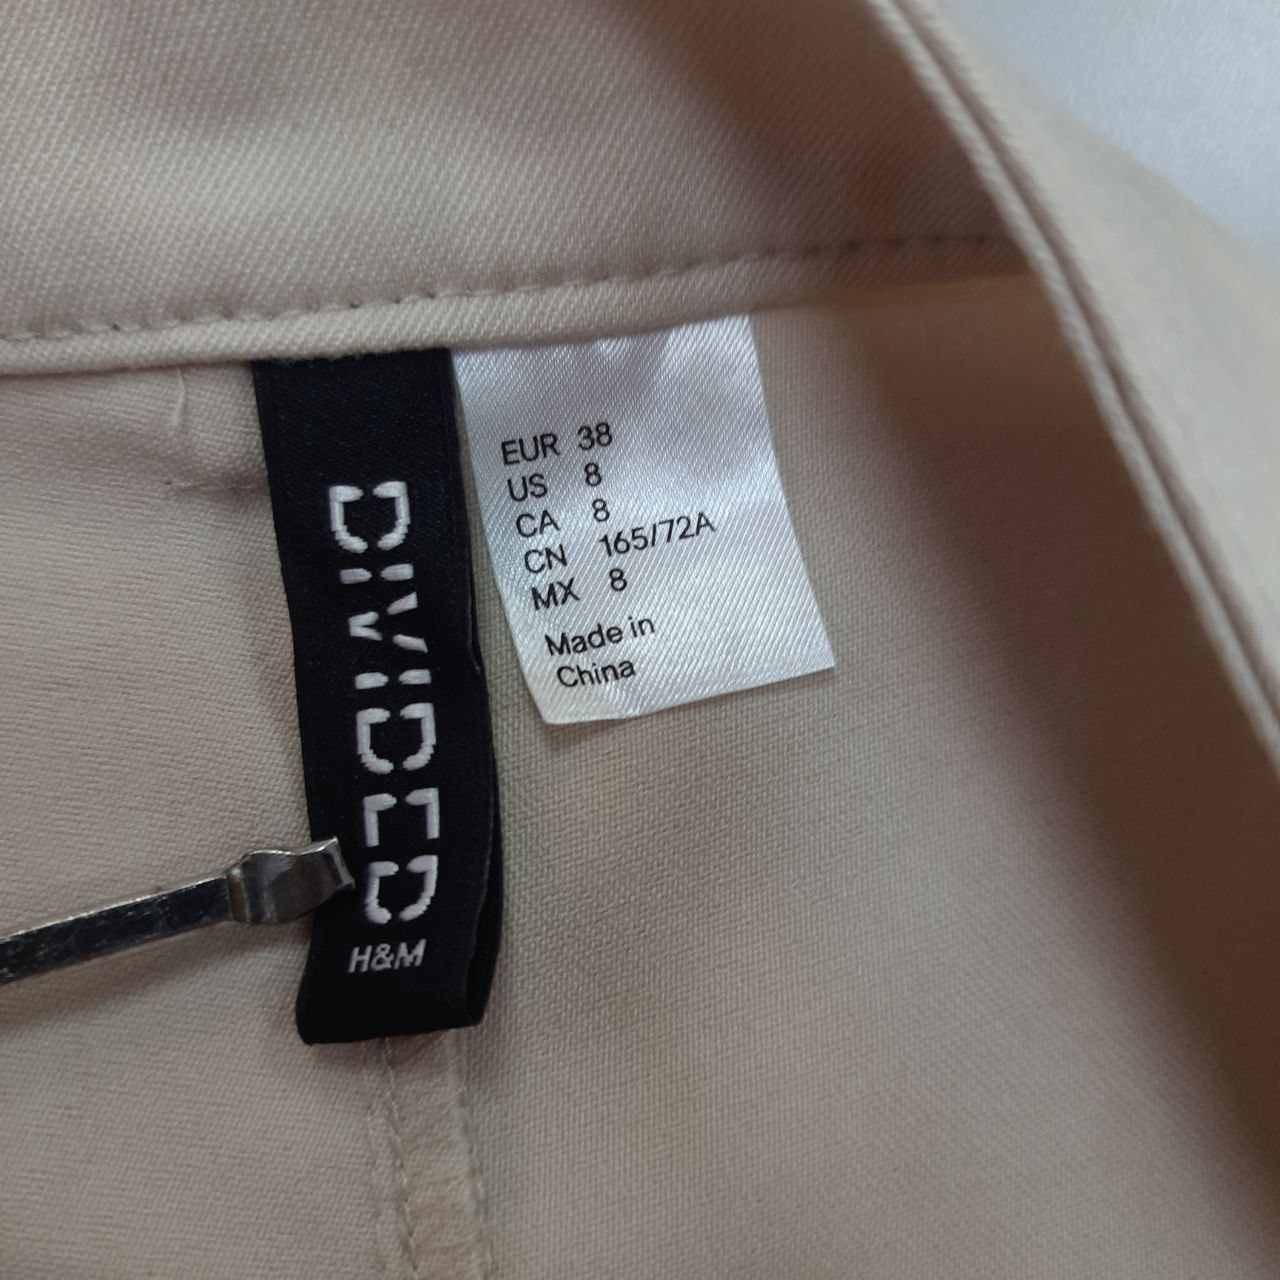 DIVIDED
H&M
EUR 38
US 8
CA 8
CN 165/72A
MX 8
Made in
China